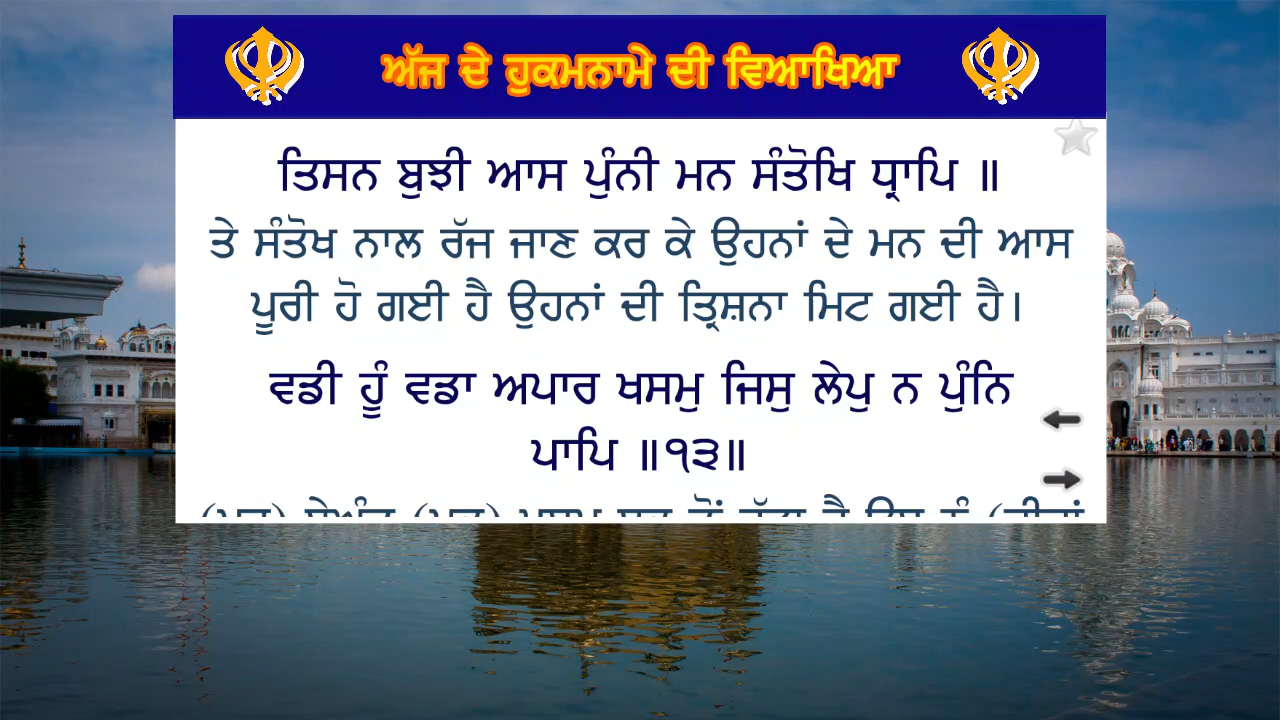 ਅੱਜ ਦੇ ਹੁਕਮਨਾਮੇ ਦੀ ਵਿਆਖਿਆ
ਤਿਸਨ ਬੁਝੀ ਆਸ ਪੁੰਨੀ ਮਨ ਸੰਤੋਖਿ ਧ੍ਰਾਪਿ ॥
ਤੇ ਸੰਤੋਖ ਨਾਲ ਰੱਜ ਜਾਣ ਕਰ ਕੇ ਉਹਨਾਂ ਦੇ ਮਨ ਦੀ ਆਸ
ਪੂਰੀ ਹੋ ਗਈ ਹੈ ਉਹਨਾਂ ਦੀ ਤ੍ਰਿਸ਼ਨਾ ਮਿਟ ਗਈ ਹੈ।
ਵਡੀ ਹੂੰ ਵਡਾ ਅਪਾਰ ਖਸਮੁ ਜਿਸੁ ਲੇਪੁ ਨ ਪੁੰਨਿ
ਪਾਪਿ ॥੧੩॥